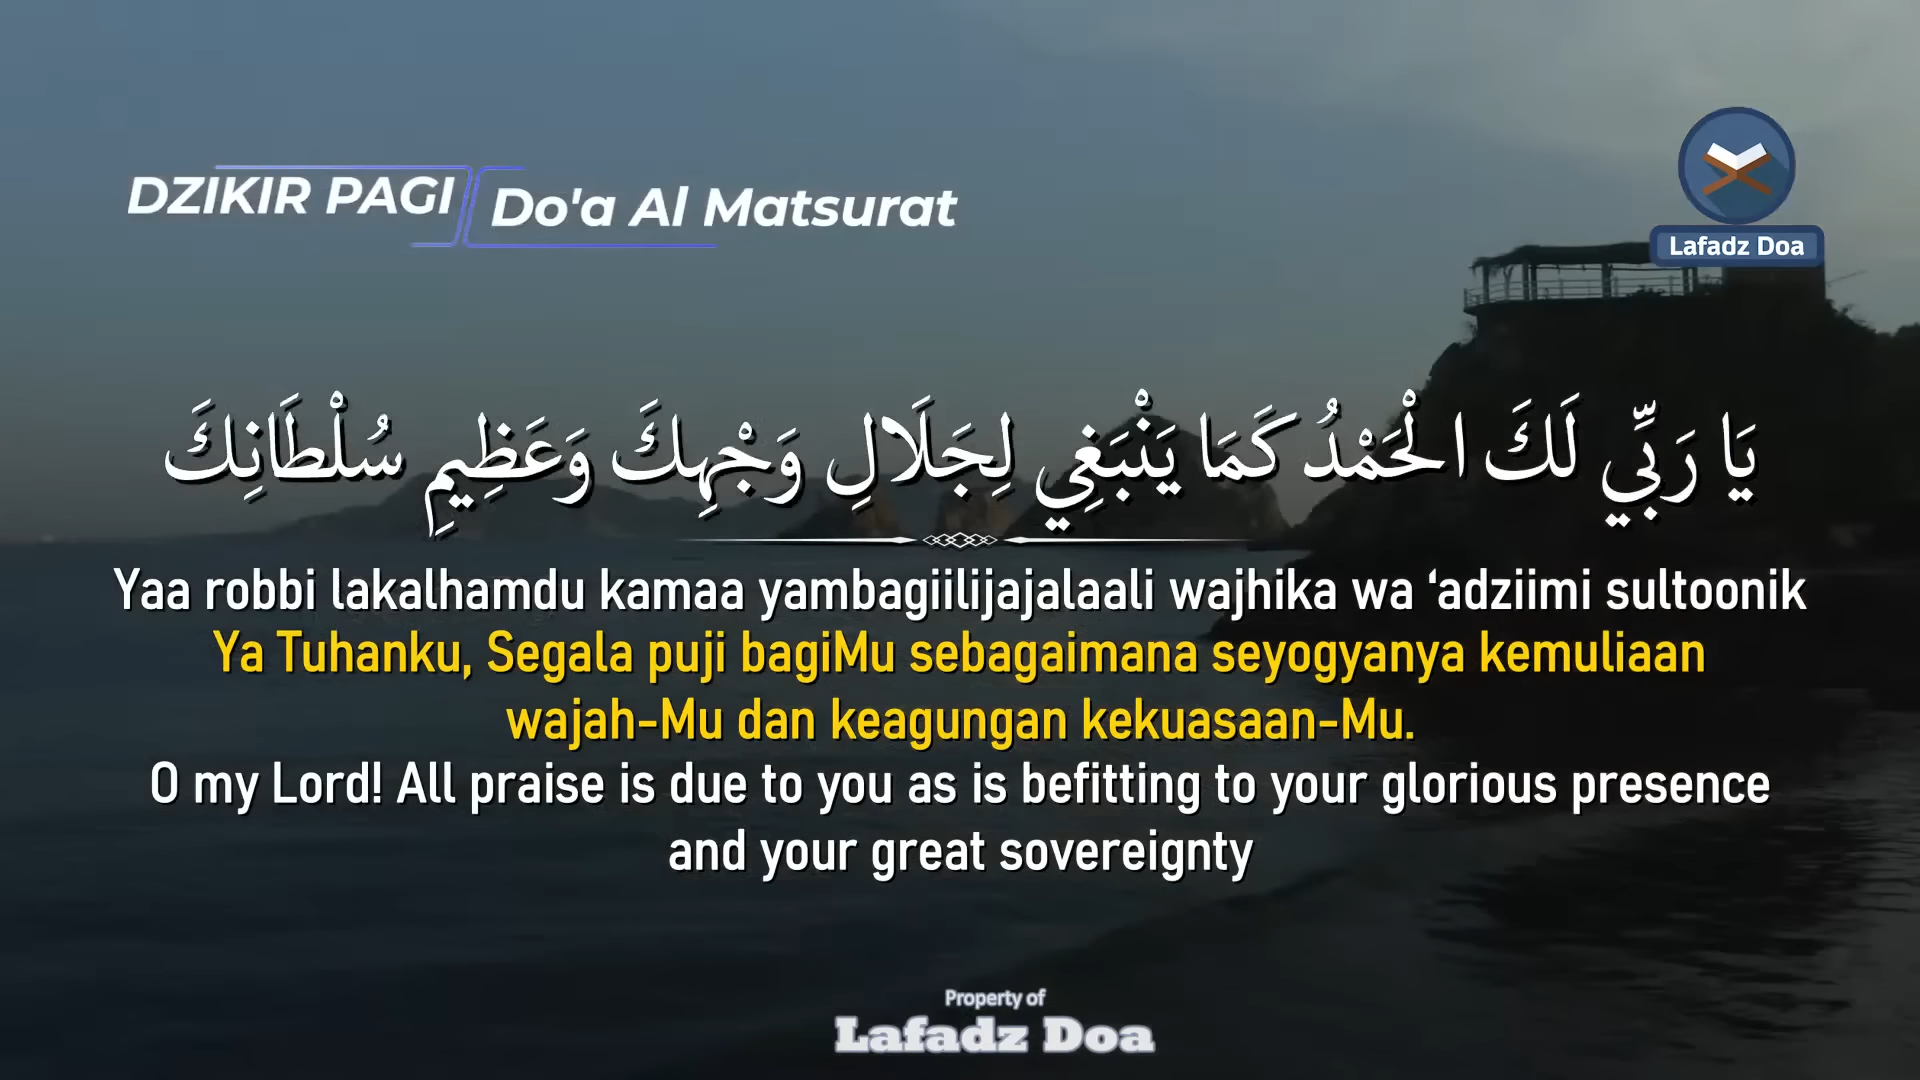 DZIKIR PAGI
Do'a Al Matsurat
Lafadz Doa
يَا رَبِّي لَكَ الْحَمْدُ كَمَا يَنْبَغِي لِجَلَالِ وَجْهِكَ وَعَظِيمِ سُلْطَانِكَ
Yaa robbi lakalhamdu kamaa yambagiilijajalaali wajhika wa ‘adziimi sultoonik
Ya Tuhanku, Segala puji bagiMu sebagaimana seyogyanya kemuliaan
wajah-Mu dan keagungan kekuasaan-Mu.
O my Lord! All praise is due to you as is befitting to your glorious presence
and your great sovereignty
Property of
Lafadz Doa